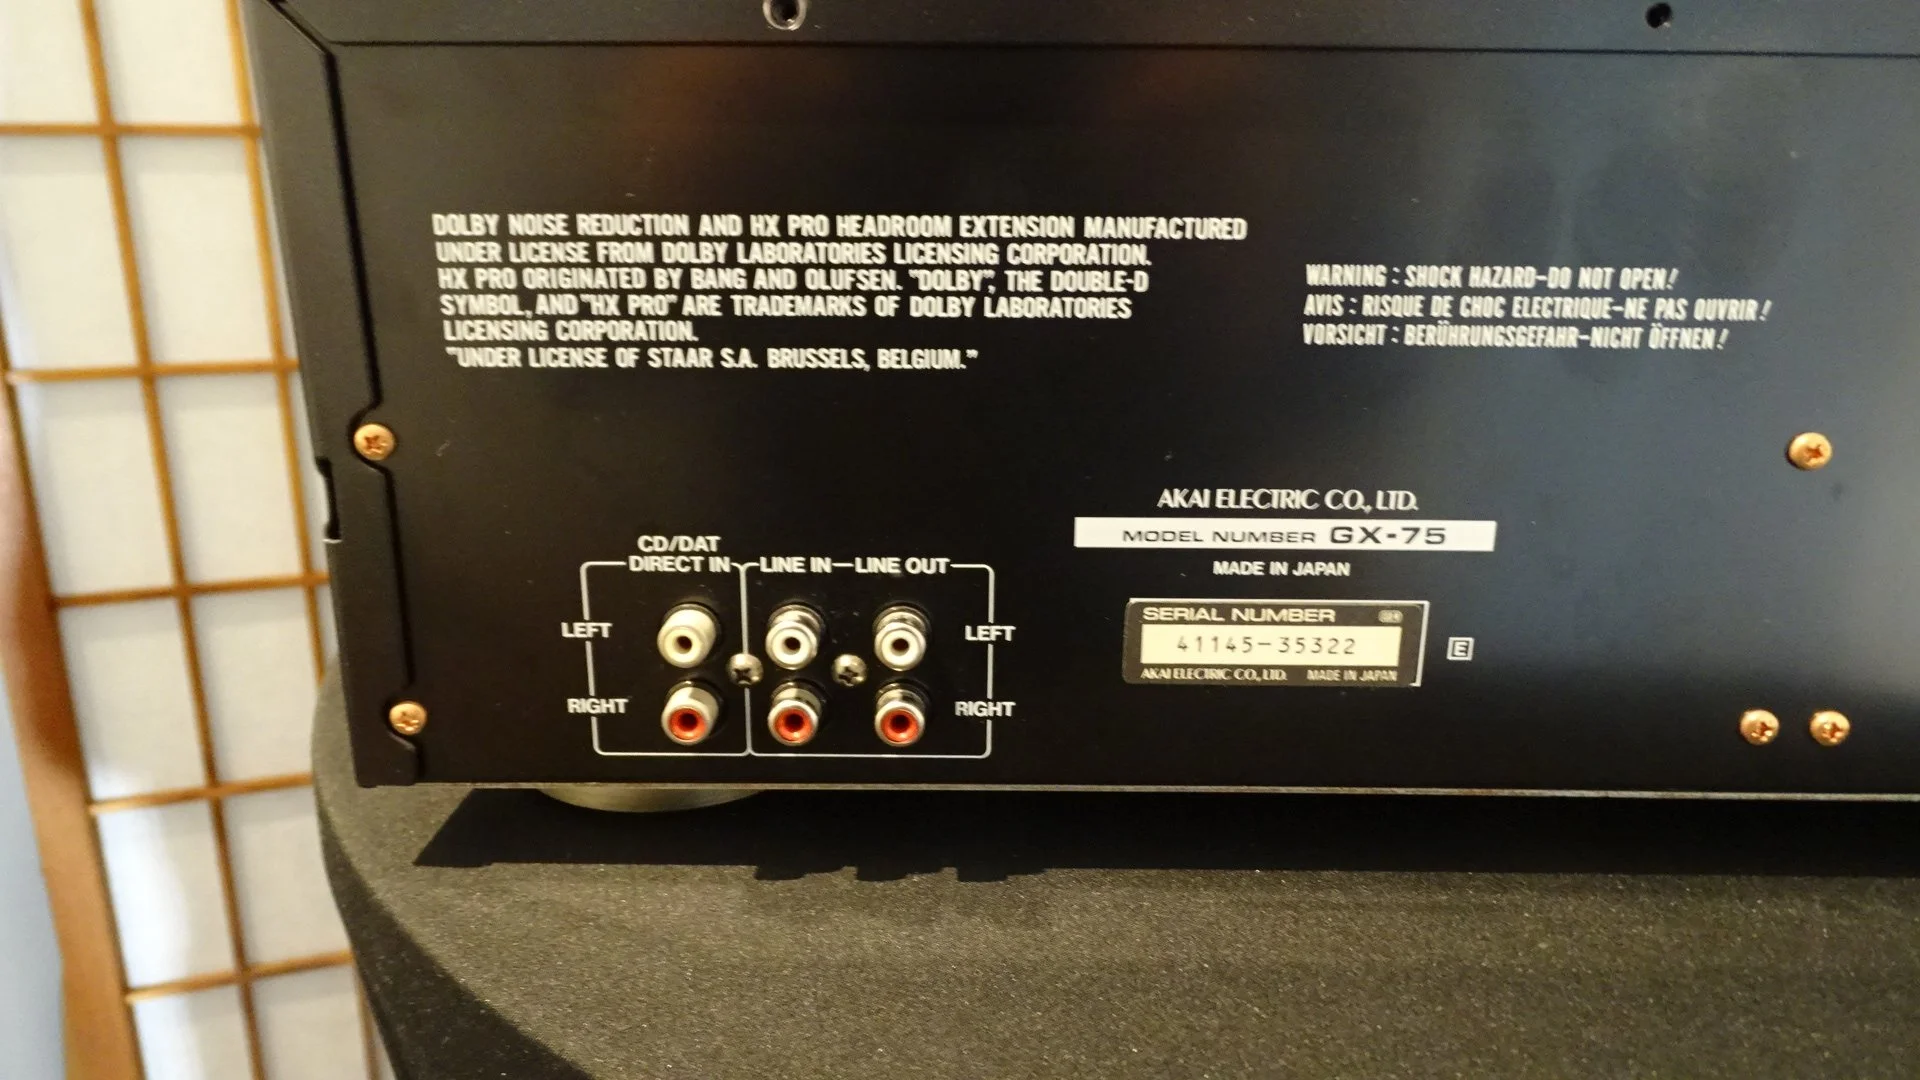 DOLBY NOISE REDUCTION AND HX PRO HEADROOM EXTENSION MANUFACTURED
UNDER LICENSE FROM DOLBY LABORATORIES LICENSING CORPORATION.
HX PRO ORIGINATED BY BANG AND OLUFSEN. "DOLBY", THE DOUBLE-D
SYMBOL, AND "HX PRO" ARE TRADEMARKS OF DOLBY LABORATORIES
LICENSING CORPORATION.
"UNDER LICENSE OF STAAR S.A. BRUSSELS, BELGIUM."
WARNING : SHOCK HAZARD-DO NOT OPEN!
AVIS : RISQUE DE CHOC ELECTRIQUE-NE PAS OUVRIR!
VORSICHT : BERÜHRUNGSGEFAHR-NICHT ÖFFNEN!
CD/DAT
DIRECT IN
LINE IN
LINE OUT
LEFT
LEFT
RIGHT
RIGHT
AKAI ELECTRIC CO., LTD.
MODEL NUMBER GX-75
MADE IN JAPAN
SERIAL NUMBER
41145-35322
AKAI ELECTRIC CO., LTD. MADE IN JAPAN
E